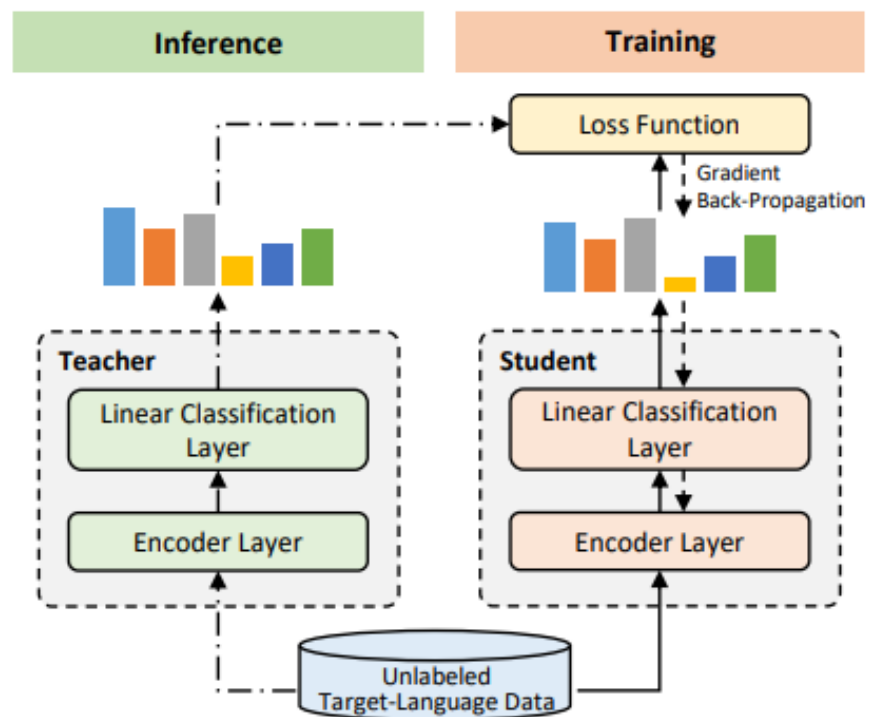 Inference
Training
Loss Function
Gradient
Back-Propagation
Teacher
Linear Classification
Layer
Encoder Layer
Student
Linear Classification
Layer
Encoder Layer
Unlabeled
Target-Language Data